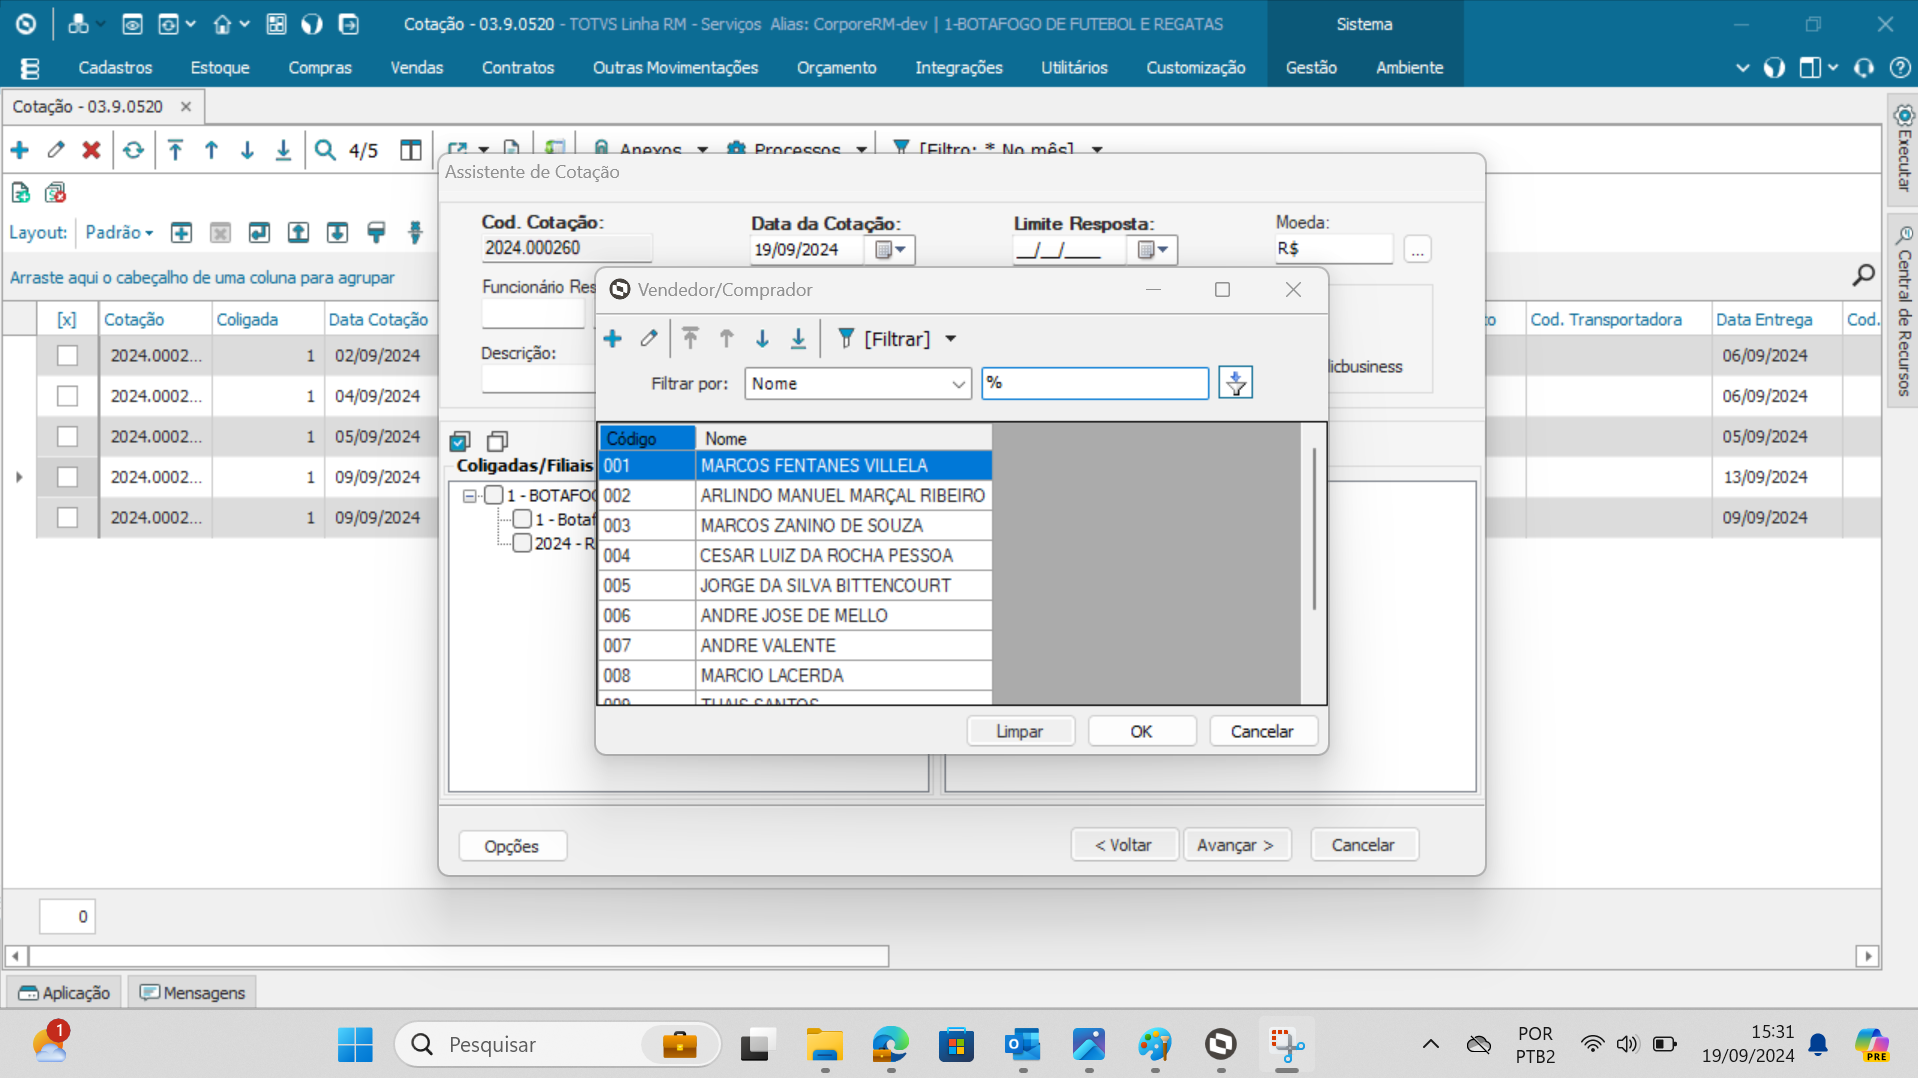 Cotação - 03.9.0520 - TOTVS Linha RM - Serviços Alias: CorporeRM-dev | 1-BOTAFOGO DE FUTEBOL E REGATAS
Sistema
Cadastros Estoque Compras Vendas Contratos Outras Movimentações Orçamento Integrações Utilitários Customização Gestão Ambiente
Cotação - 03.9.0520
4/5
Anexos Processos [Filtro: * No mês]
Executar
Central de Recursos
Layout: Padrão
Arraste aqui o cabeçalho de uma coluna para agrupar
[x] Cotação Coligada Data Cotação Cod. Transportadora Data Entrega Cod.
2024.0002... 1 02/09/2024 06/09/2024
2024.0002... 1 04/09/2024 06/09/2024
2024.0002... 1 05/09/2024 05/09/2024
2024.0002... 1 09/09/2024 13/09/2024
2024.0002... 1 09/09/2024 09/09/2024
Assistente de Cotação
Cod. Cotação: Data da Cotação: Limite Resposta: Moeda:
2024.000260 19/09/2024 __/__/____ R$ ...
Funcionário Res
Descrição:
licbusiness
Coligadas/Filiais
1 - BOTAFOG
1 - Botaf
2024 - R
Vendedor/Comprador
[Filtrar]
Filtrar por: Nome %
Código Nome
001 MARCOS FENTANES VILLELA
002 ARLINDO MANUEL MARÇAL RIBEIRO
003 MARCOS ZANINO DE SOUZA
004 CESAR LUIZ DA ROCHA PESSOA
005 JORGE DA SILVA BITTENCOURT
006 ANDRE JOSE DE MELLO
007 ANDRE VALENTE
008 MARCIO LACERDA
009 THAIS SANTOS
Limpar OK Cancelar
Opções < Voltar Avançar > Cancelar
0
Aplicação Mensagens
1
Pesquisar
POR
PTB2
15:31
19/09/2024
PRE